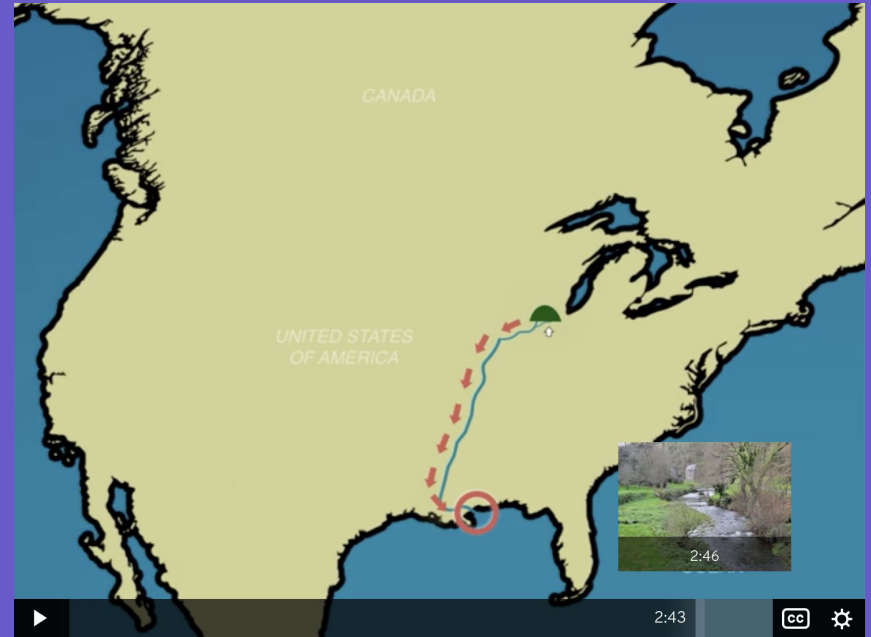 CANADA
UNITED STATES
OF AMERICA
2:46
2:43
CC